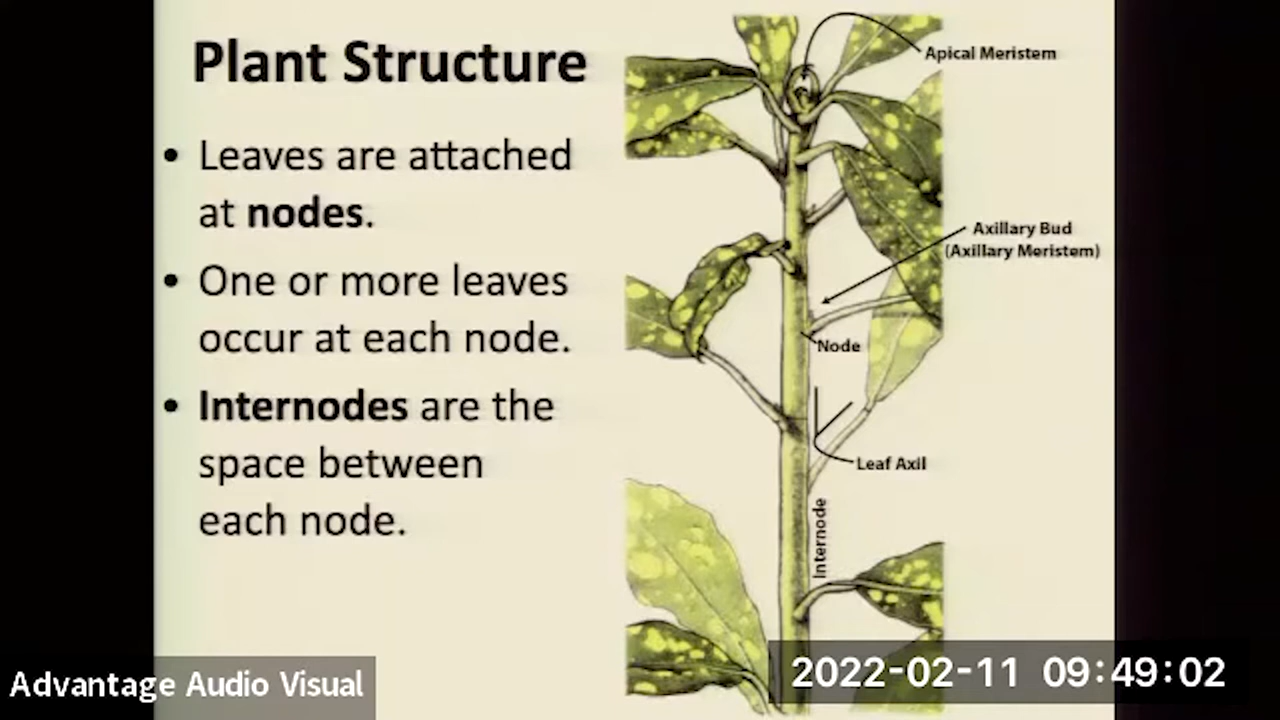 Plant Structure
• Leaves are attached
at nodes.
• One or more leaves
occur at each node.
• Internodes are the
space between
each node.
Apical Meristem
Axillary Bud
(Axillary Meristem)
Node
Leaf Axil
Internode
Advantage Audio Visual
2022-02-11 09:49:02